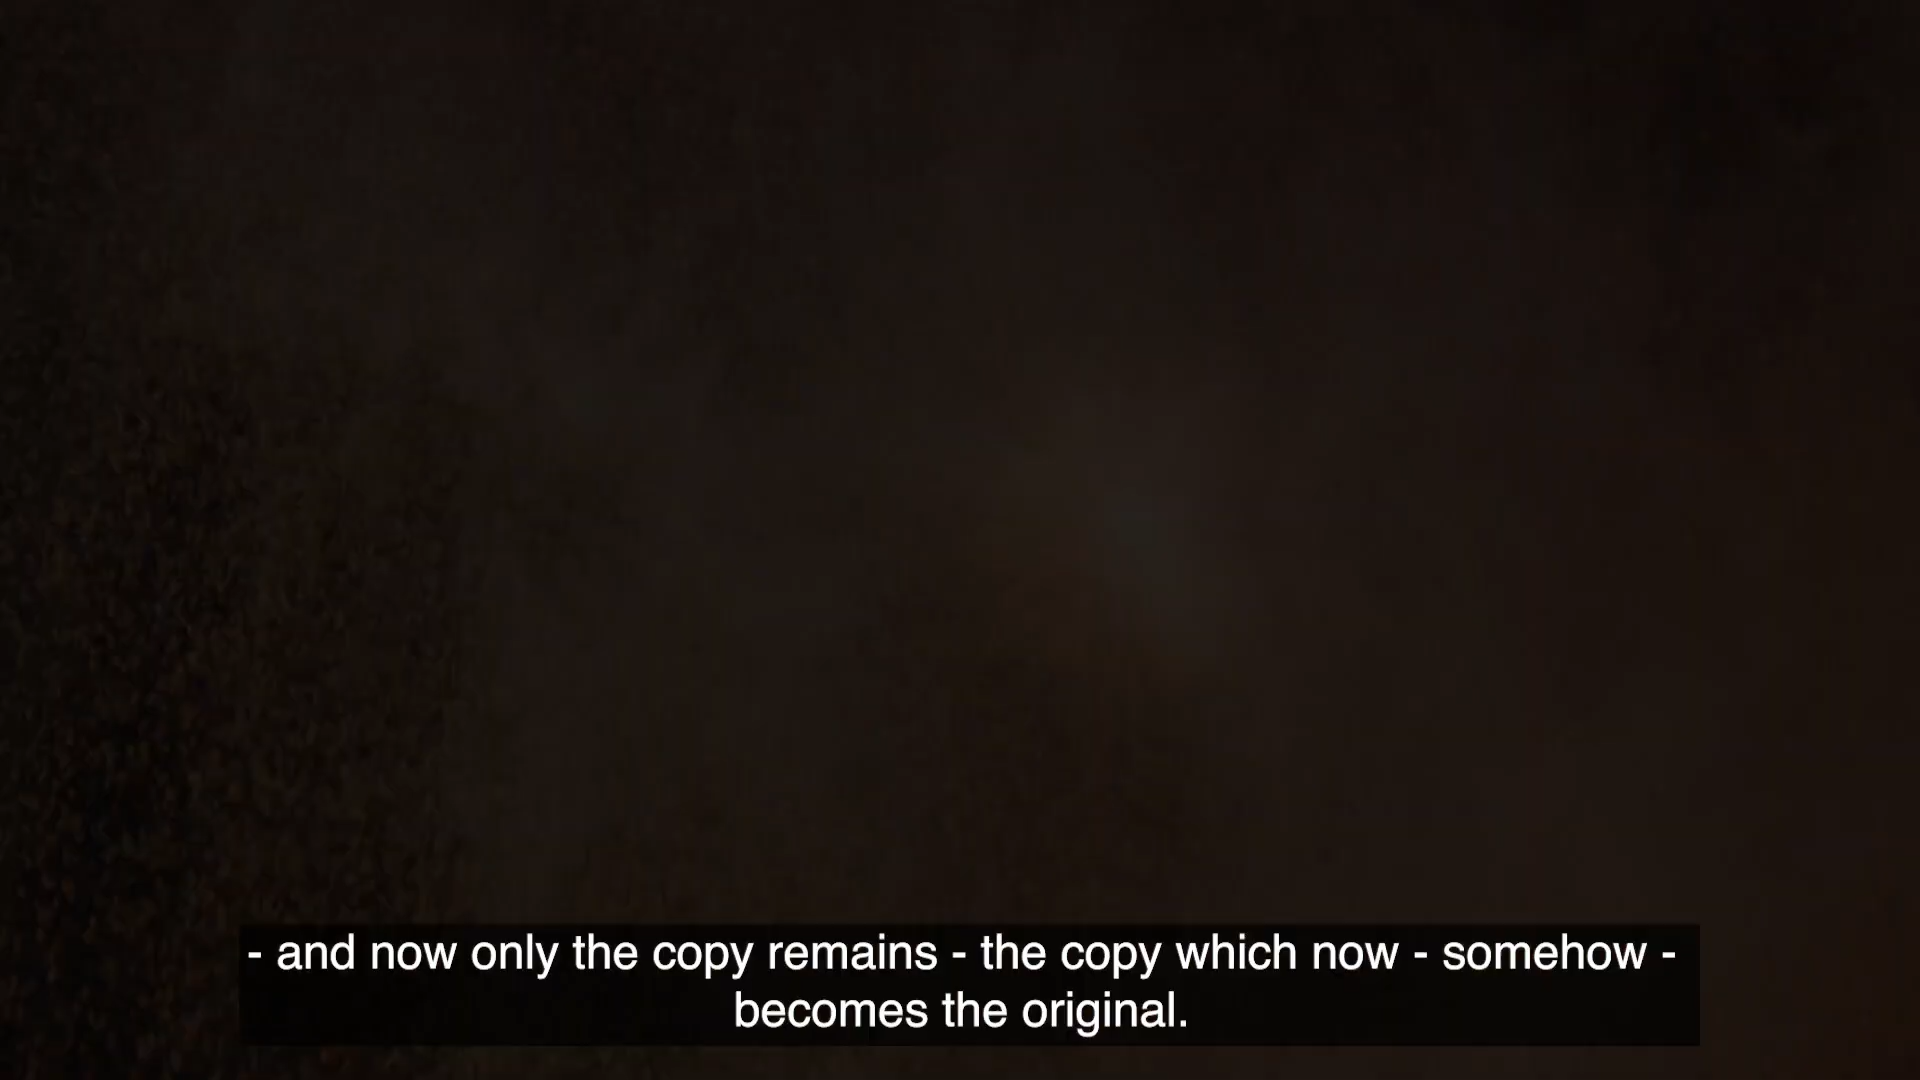 - and now only the copy remains - the copy which now - somehow -
becomes the original.